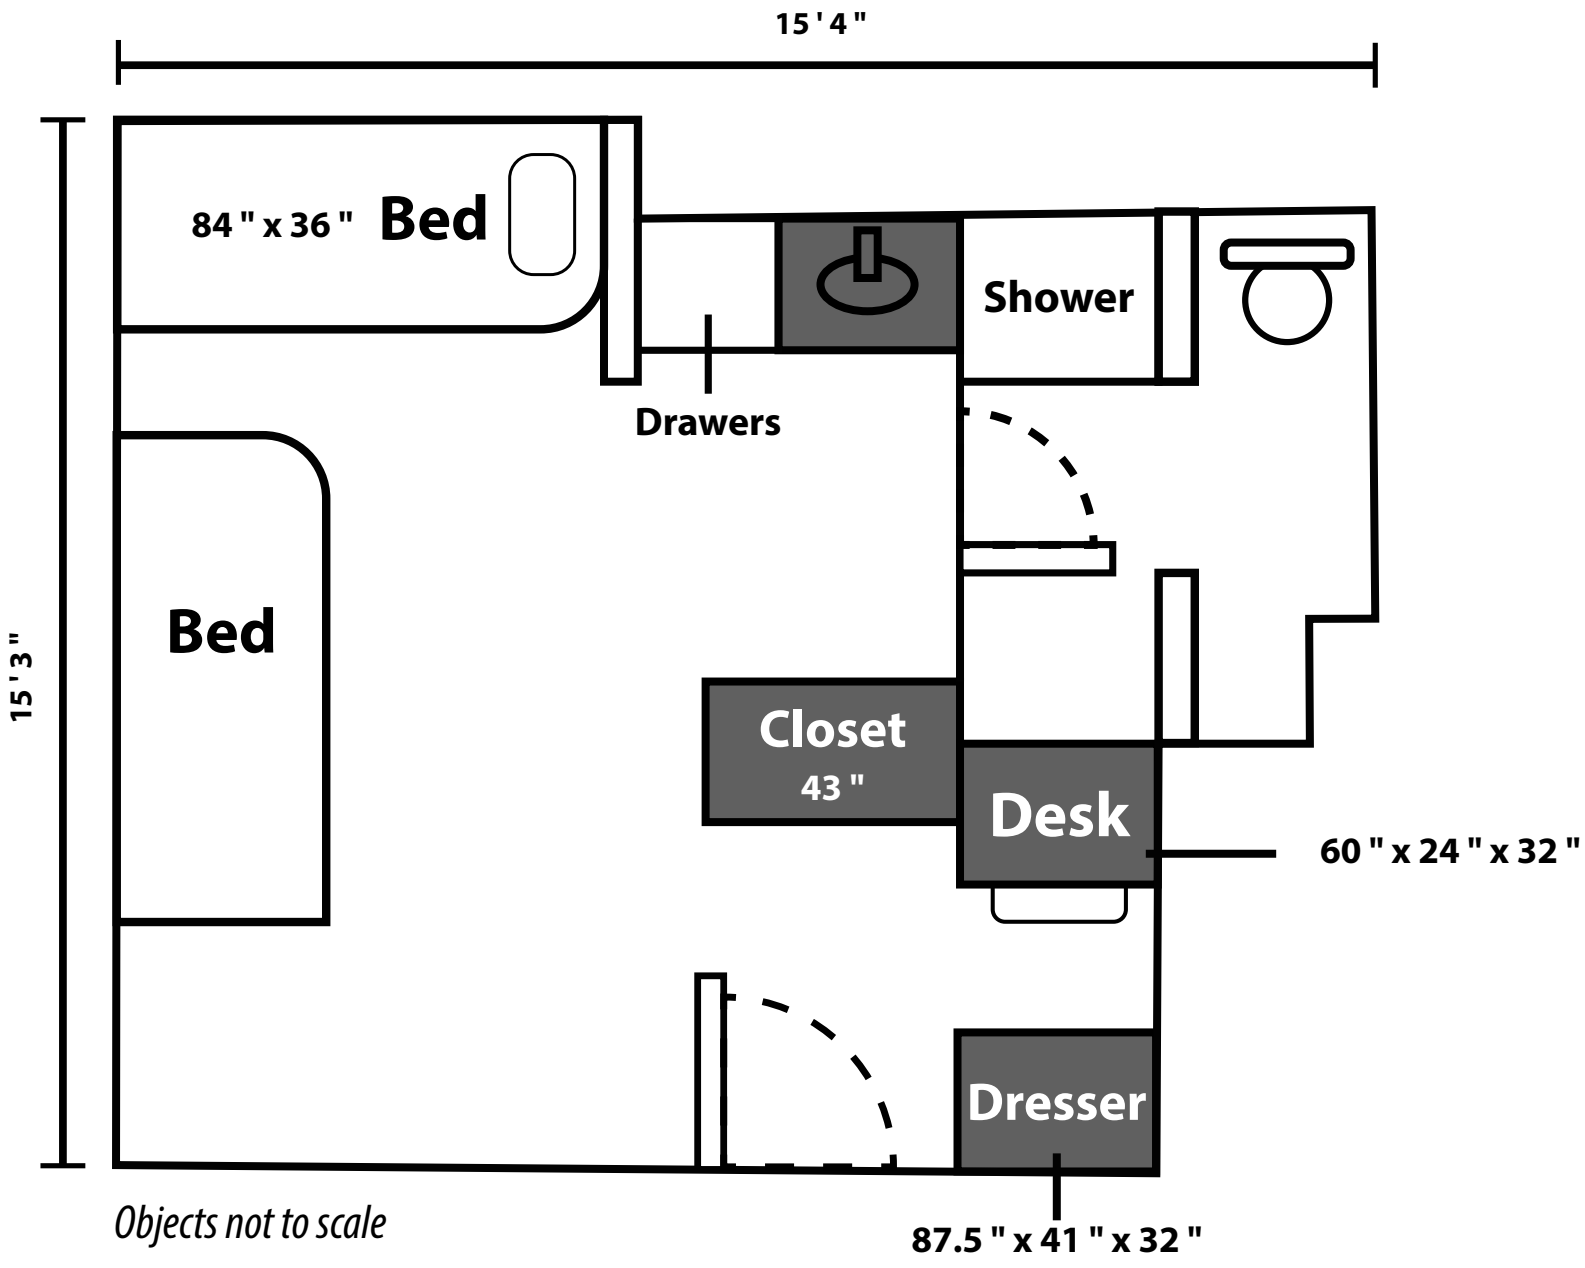 15 ' 4 "
84 " x 36 " Bed
Shower
Drawers
Bed
15 ' 3 "
Closet
43 "
Desk
60 " x 24 " x 32 "
Dresser
Objects not to scale
87.5 " x 41 " x 32 "